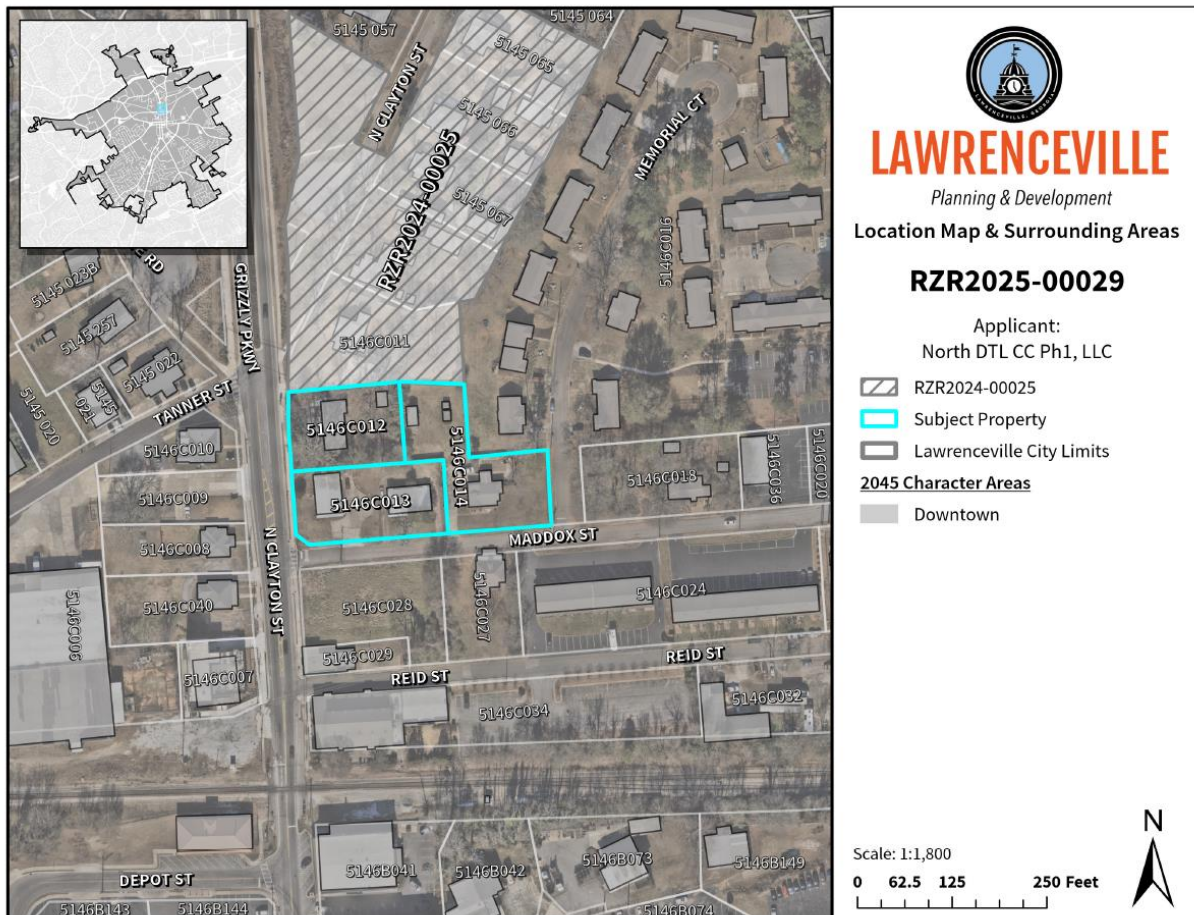 5145 057
5145 064
5145 065
N CLAYTON ST
5145 066
MEMORIAL CT
RZR2024-00025
5145 067
5146C016
5145 023B
GRIZZLY PKWY
5145 257
5145 022
5145 021
5145 020
TANNER ST
5146C011
5146C010
5146C012
5146C009
5146C013
5146C014
5146C018
5146C036
5146C020
5146C008
N CLAYTON ST
MADDOX ST
5146C006
5146C040
5146C028
5146C027
5146C024
5146C029
REID ST
REID ST
5146C007
5146C034
5146C032
5146B041
5146B042
5146B073
5146B149
DEPOT ST
5146B143
5146B144
5146B074
LAWRENCEVILLE, GEORGIA
LAWRENCEVILLE
Planning & Development
Location Map & Surrounding Areas
RZR2025-00029
Applicant:
North DTL CC Ph1, LLC
RZR2024-00025
Subject Property
Lawrenceville City Limits
2045 Character Areas
Downtown
N
Scale: 1:1,800
0 62.5 125 250 Feet